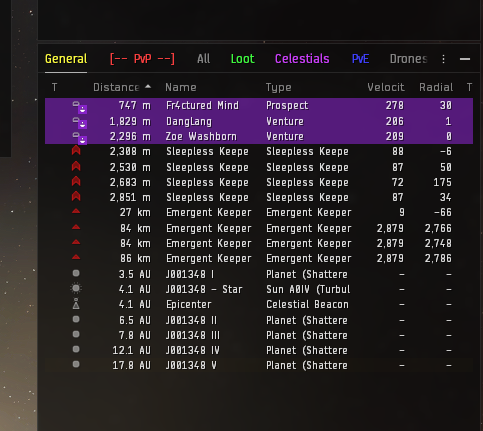 General [-- PvP --] All Loot Celestials PvE Drones
T Distance Name Type Velocit Radial T
747 m Fr4ctured Mind Prospect 278 30
1,829 m OangLang Venture 206 1
2,296 m Zoe Washborn Venture 209 0
2,308 m Sleepless Keepe Sleepless Keepe 88 -6
2,530 m Sleepless Keepe Sleepless Keepe 87 50
2,683 m Sleepless Keepe Sleepless Keepe 72 175
2,851 m Sleepless Keepe Sleepless Keepe 87 34
27 km Emergent Keeper Emergent Keeper 9 -66
84 km Emergent Keeper Emergent Keeper 2,879 2,766
84 km Emergent Keeper Emergent Keeper 2,879 2,748
86 km Emergent Keeper Emergent Keeper 2,879 2,786
3.5 AU J001348 I Planet (Shattere – –
4.1 AU J001348 - Star Sun A0IV (Turbul – –
4.1 AU Epicenter Celestial Beacon – –
6.5 AU J001348 II Planet (Shattere – –
7.8 AU J001348 III Planet (Shattere – –
12.1 AU J001348 IV Planet (Shattere – –
17.8 AU J001348 V Planet (Shattere – –